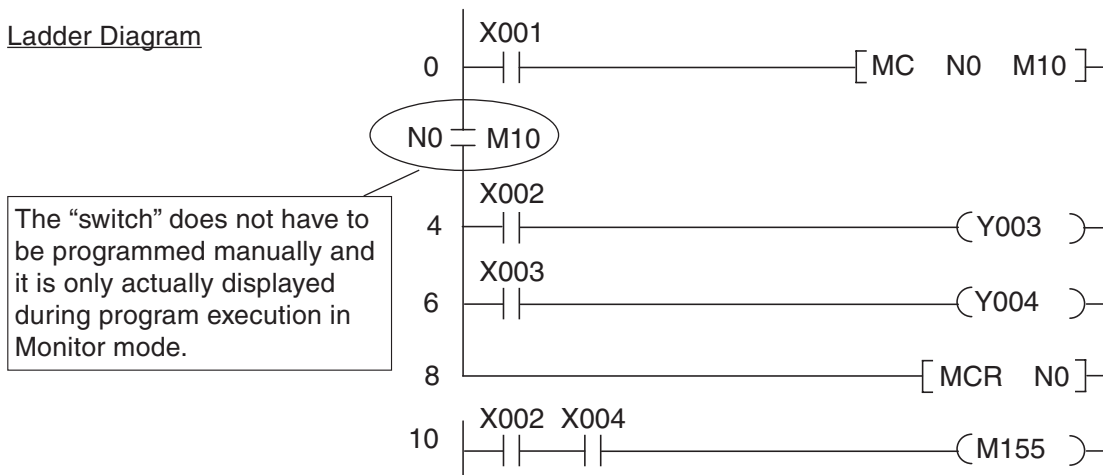 Ladder Diagram
X001
0 [ MC N0 M10 ]
N0 M10
The “switch” does not have to
be programmed manually and
it is only actually displayed
during program execution in
Monitor mode.
X002
4 ( Y003 )
X003
6 ( Y004 )
8 [ MCR N0 ]
X002 X004
10 ( M155 )